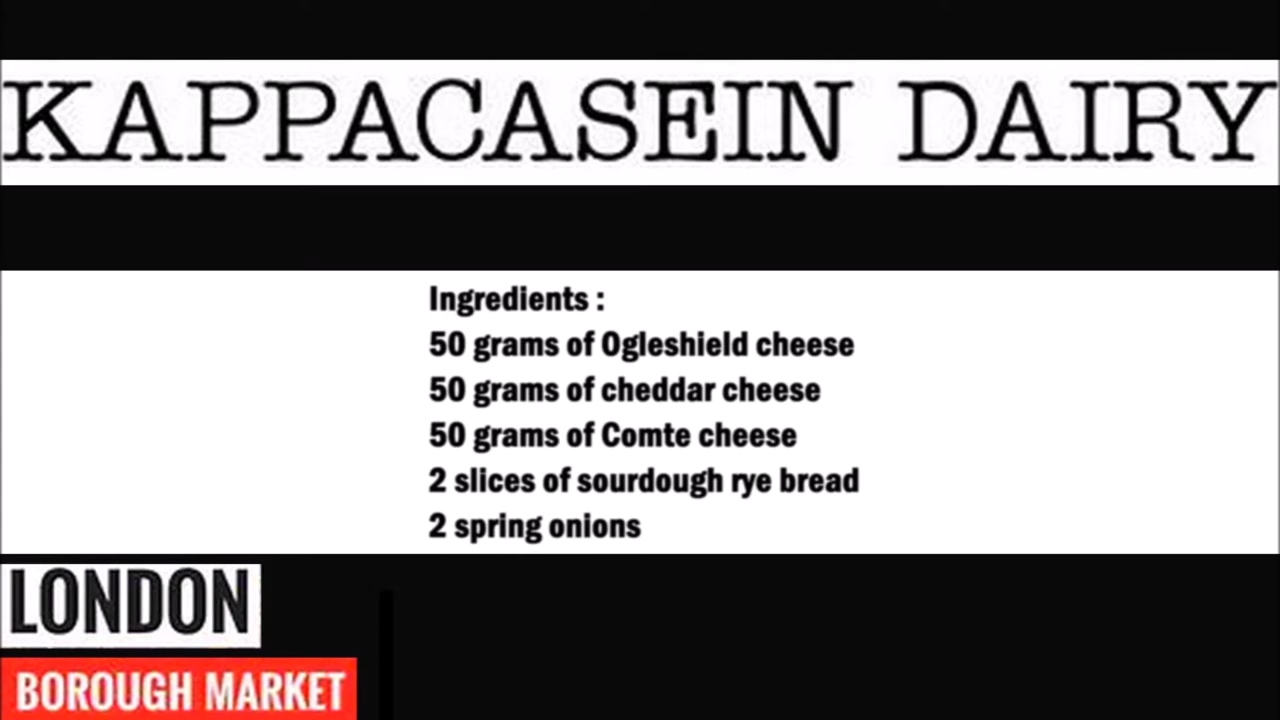 KAPPACASEIN DAIRY
Ingredients :
50 grams of Ogleshield cheese
50 grams of cheddar cheese
50 grams of Comte cheese
2 slices of sourdough rye bread
2 spring onions
LONDON
BOROUGH MARKET